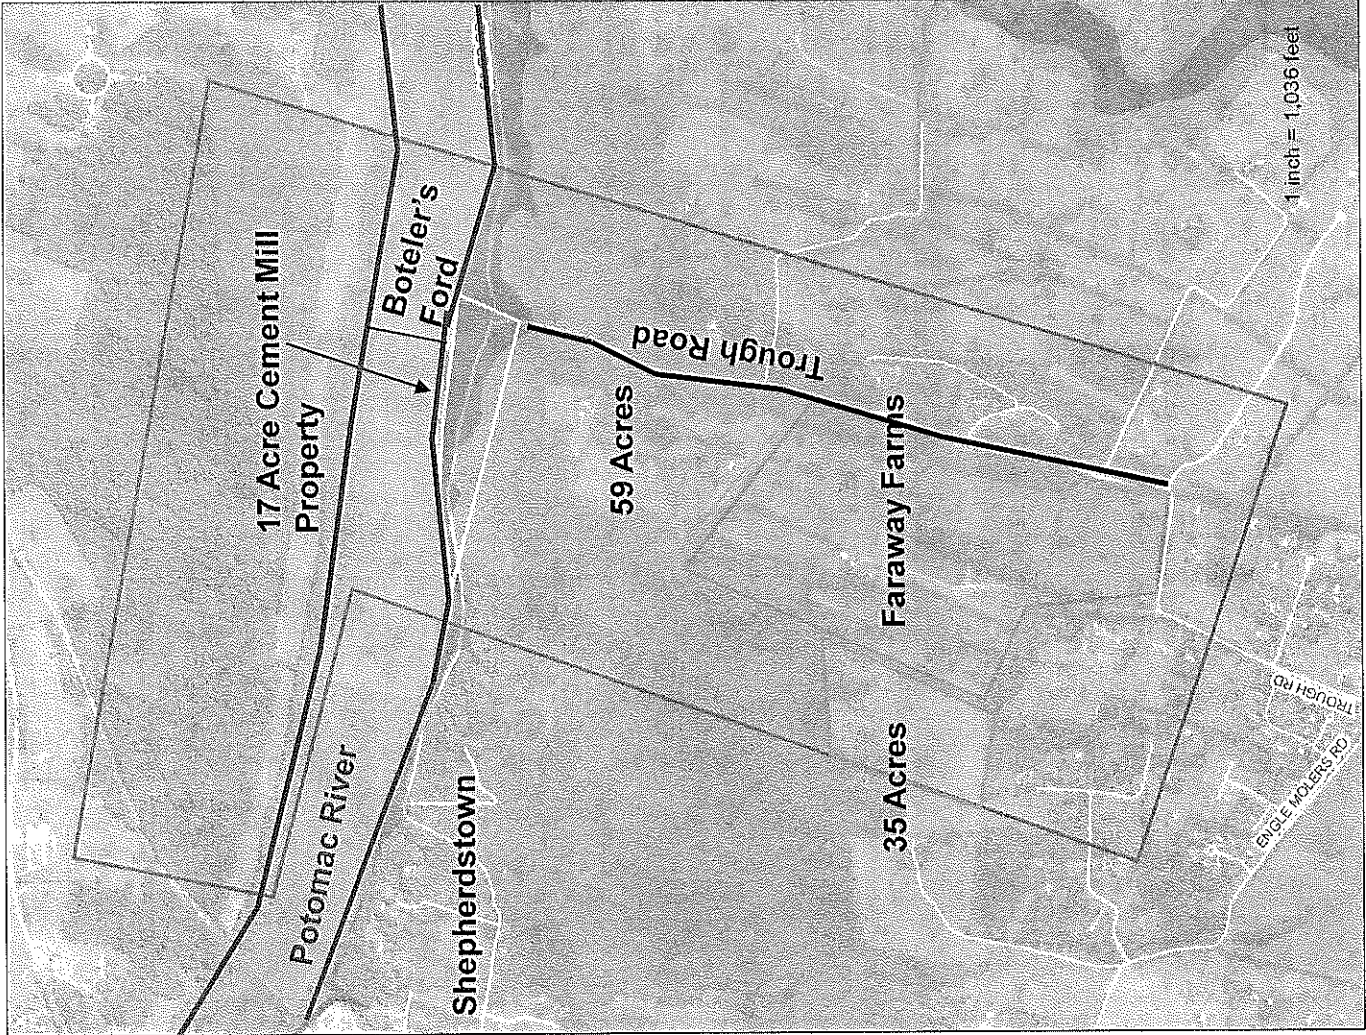 17 Acre Cement Mill
Property
Boteler's
Ford
Potomac River
Shepherdstown
Trough Road
59 Acres
Faraway Farms
35 Acres
TROUGH RD
ENGLE MOLERS RD
1 inch = 1,036 feet